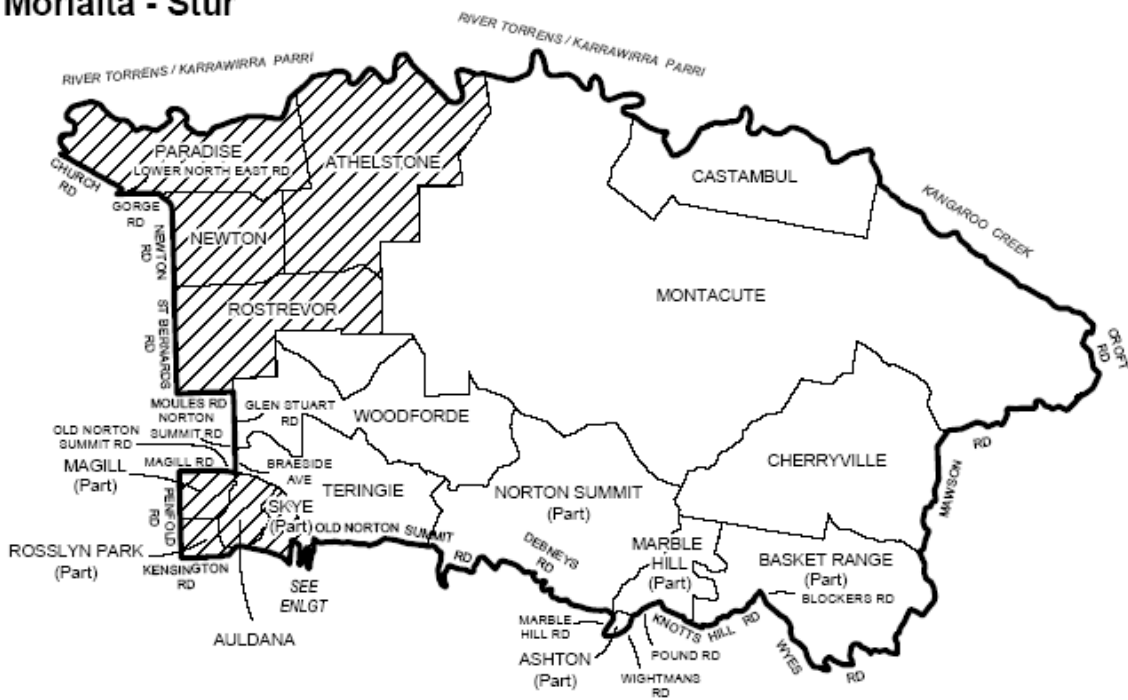 Morialta - Stur
RIVER TORRENS / KARRAWIRRA PARRI
RIVER TORRENS / KARRAWIRRA PARRI
PARADISE
LOWER NORTH EAST RD
ATHELSTONE
CASTAMBUL
CHURCH
RD
GORGE
RD
KANGAROO CREEK
NEWTON
RD
NEWTON
MONTACUTE
ROSTREVOR
ST BERNARDS
RD
CROFT
RD
MOULES RD
NORTON
SUMMIT RD
GLEN STUART
RD
WOODFORDE
OLD NORTON
SUMMIT RD
MAGILL RD
BRAESIDE
AVE
MAGILL
(Part)
TERINGIE
CHERRYVILLE
RD
MAWSON
NORTON SUMMIT
(Part)
PENFOLD
RD
SKYE
(Part)
OLD NORTON SUMMIT
RD
DEBNEYS
RD
MARBLE
HILL
(Part)
BASKET RANGE
(Part)
BLOCKERS RD
ROSSLYN PARK
(Part)
KENSINGTON
RD
SEE
ENLGT
AULDANA
MARBLE
HILL RD
ASHTON
(Part)
KNOTTS HILL RD
POUND RD
WIGHTMANS
RD
WYES
RD